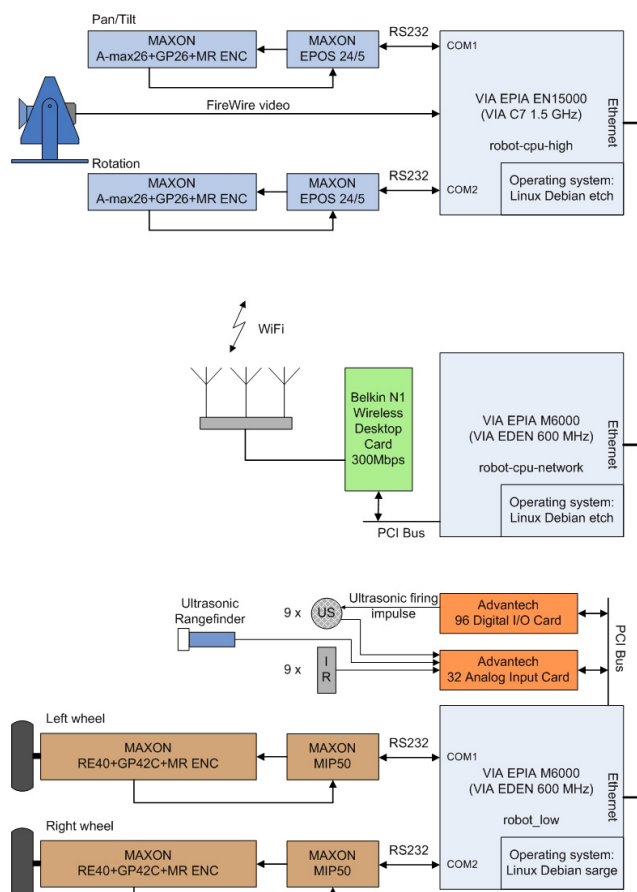 Pan/Tilt
MAXON
A-max26+GP26+MR ENC
MAXON
EPOS 24/5
RS232
COM1
FireWire video
VIA EPIA EN15000
(VIA C7 1.5 GHz)
robot-cpu-high
Ethernet
Rotation
MAXON
A-max26+GP26+MR ENC
MAXON
EPOS 24/5
RS232
COM2
Operating system:
Linux Debian etch
WiFi
Belkin N1
Wireless
Desktop
Card
300Mbps
PCI Bus
VIA EPIA M6000
(VIA EDEN 600 MHz)
robot-cpu-network
Ethernet
Operating system:
Linux Debian etch
Ultrasonic
Rangefinder
9 x
US
Ultrasonic firing
impulse
Advantech
96 Digital I/O Card
9 x
I
R
Advantech
32 Analog Input Card
PCI Bus
Left wheel
MAXON
RE40+GP42C+MR ENC
MAXON
MIP50
RS232
COM1
VIA EPIA M6000
(VIA EDEN 600 MHz)
robot_low
Ethernet
Right wheel
MAXON
RE40+GP42C+MR ENC
MAXON
MIP50
RS232
COM2
Operating system:
Linux Debian sarge